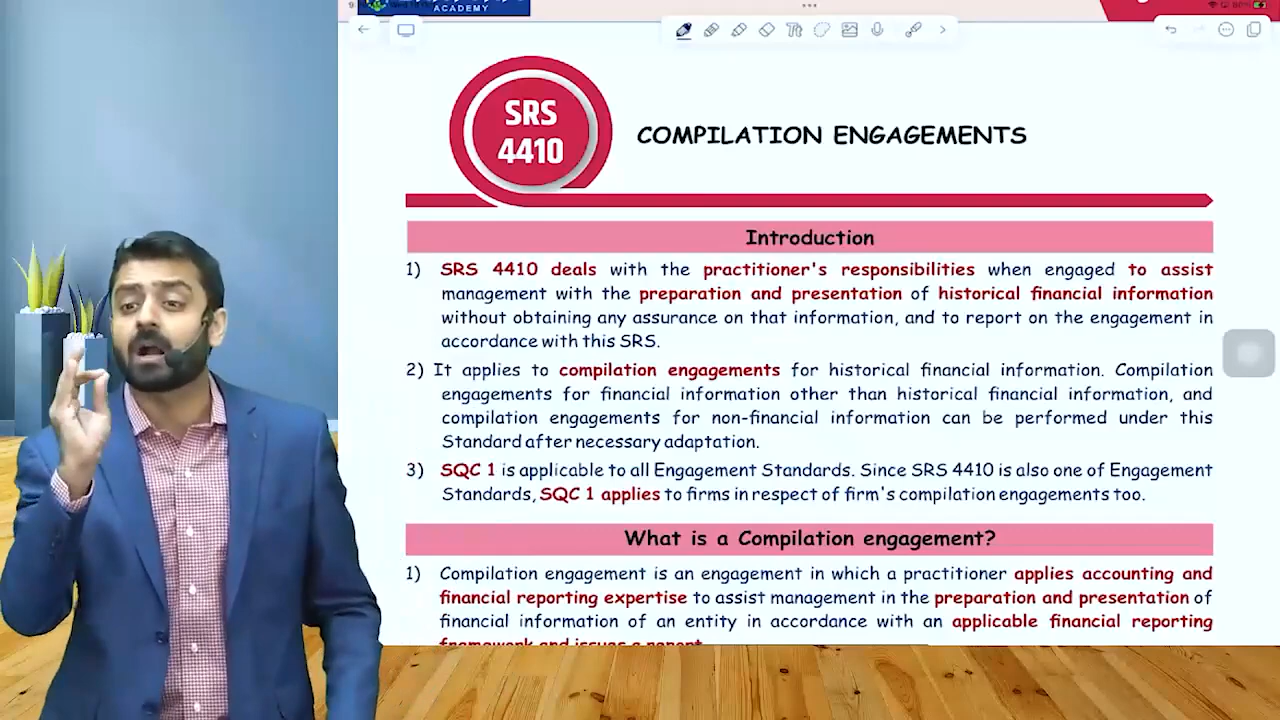 ACADEMY
SRS
4410
COMPILATION ENGAGEMENTS
Introduction
1) SRS 4410 deals with the practitioner's responsibilities when engaged to assist
management with the preparation and presentation of historical financial information
without obtaining any assurance on that information, and to report on the engagement in
accordance with this SRS.
2) It applies to compilation engagements for historical financial information. Compilation
engagements for financial information other than historical financial information, and
compilation engagements for non-financial information can be performed under this
Standard after necessary adaptation.
3) SQC 1 is applicable to all Engagement Standards. Since SRS 4410 is also one of Engagement
Standards, SQC 1 applies to firms in respect of firm's compilation engagements too.
What is a Compilation engagement?
1) Compilation engagement is an engagement in which a practitioner applies accounting and
financial reporting expertise to assist management in the preparation and presentation of
financial information of an entity in accordance with an applicable financial reporting
framework and issues a report.